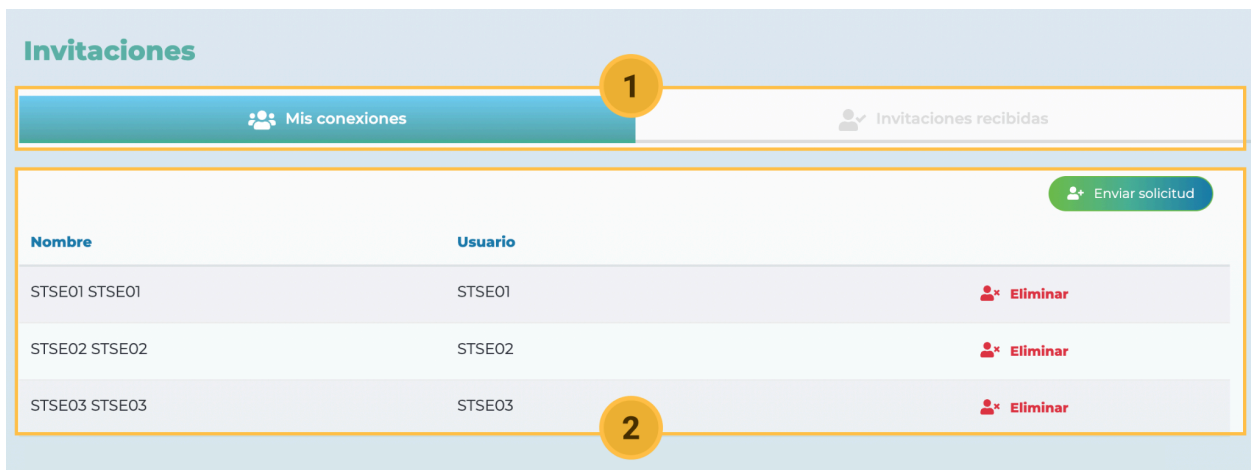 Invitaciones
1
Mis conexiones Invitaciones recibidas
Enviar solicitud
Nombre Usuario
STSE01 STSE01 STSE01 Eliminar
STSE02 STSE02 STSE02 Eliminar
STSE03 STSE03 STSE03 Eliminar
2